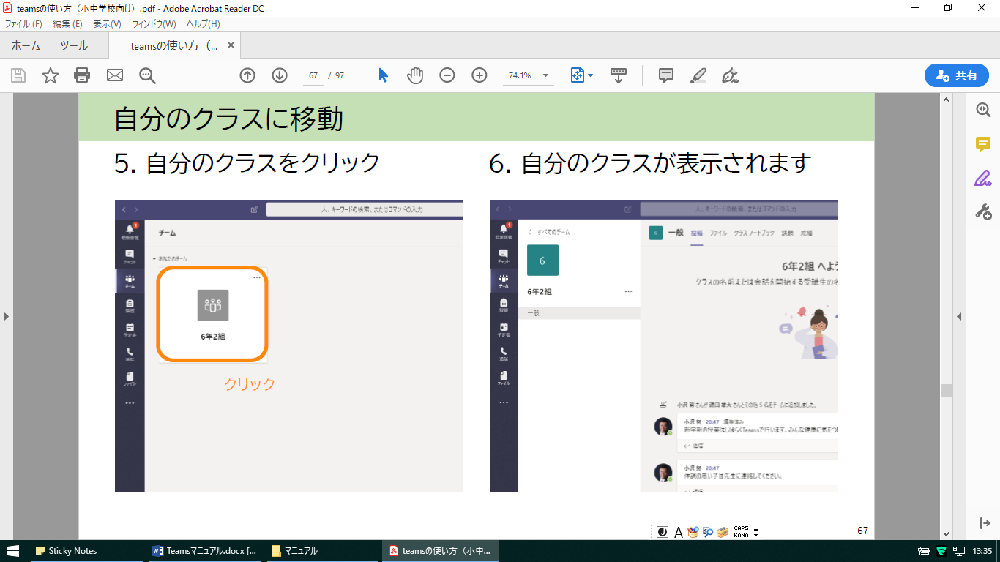 teamsの使い方（小中学校向け）.pdf - Adobe Acrobat Reader DC
ファイル(F) 編集(E) 表示(V) ウィンドウ(W) ヘルプ(H)
ホーム ツール teamsの使い方（... ×
67 / 97 74.1% 共有
自分のクラスに移動
5. 自分のクラスをクリック
人、キーワードの検索、またはコマンドの入力
1
チーム
チャット
あなたのチーム
チーム
課題
6年2組
予定表
通話
ファイル
クリック
6. 自分のクラスが表示されます
人、キーワードの検索、またはコマンドの入力
1
すべてのチーム
6 一般 投稿 ファイル クラス ノートブック 課題 成績
チャット
6
チーム
6年2組
課題
一般
予定表
通話
ファイル
6年2組 へよう
クラスの名前または会話を開始する受講生の名
小沢 努 さんが 源田 雄太 さんとその他 5 名をチームに追加しました。
小沢 努 20:47 編集済み
新学期の授業はしばらくTeamsで行います。みんな健康に気をつけ
返信
小沢 努 20:47
体調の悪い子は先生に連絡してください。
返信
A CAPS
KANA
67
Sticky Notes Teamsマニュアル.docx [... マニュアル teamsの使い方（小中... 13:35